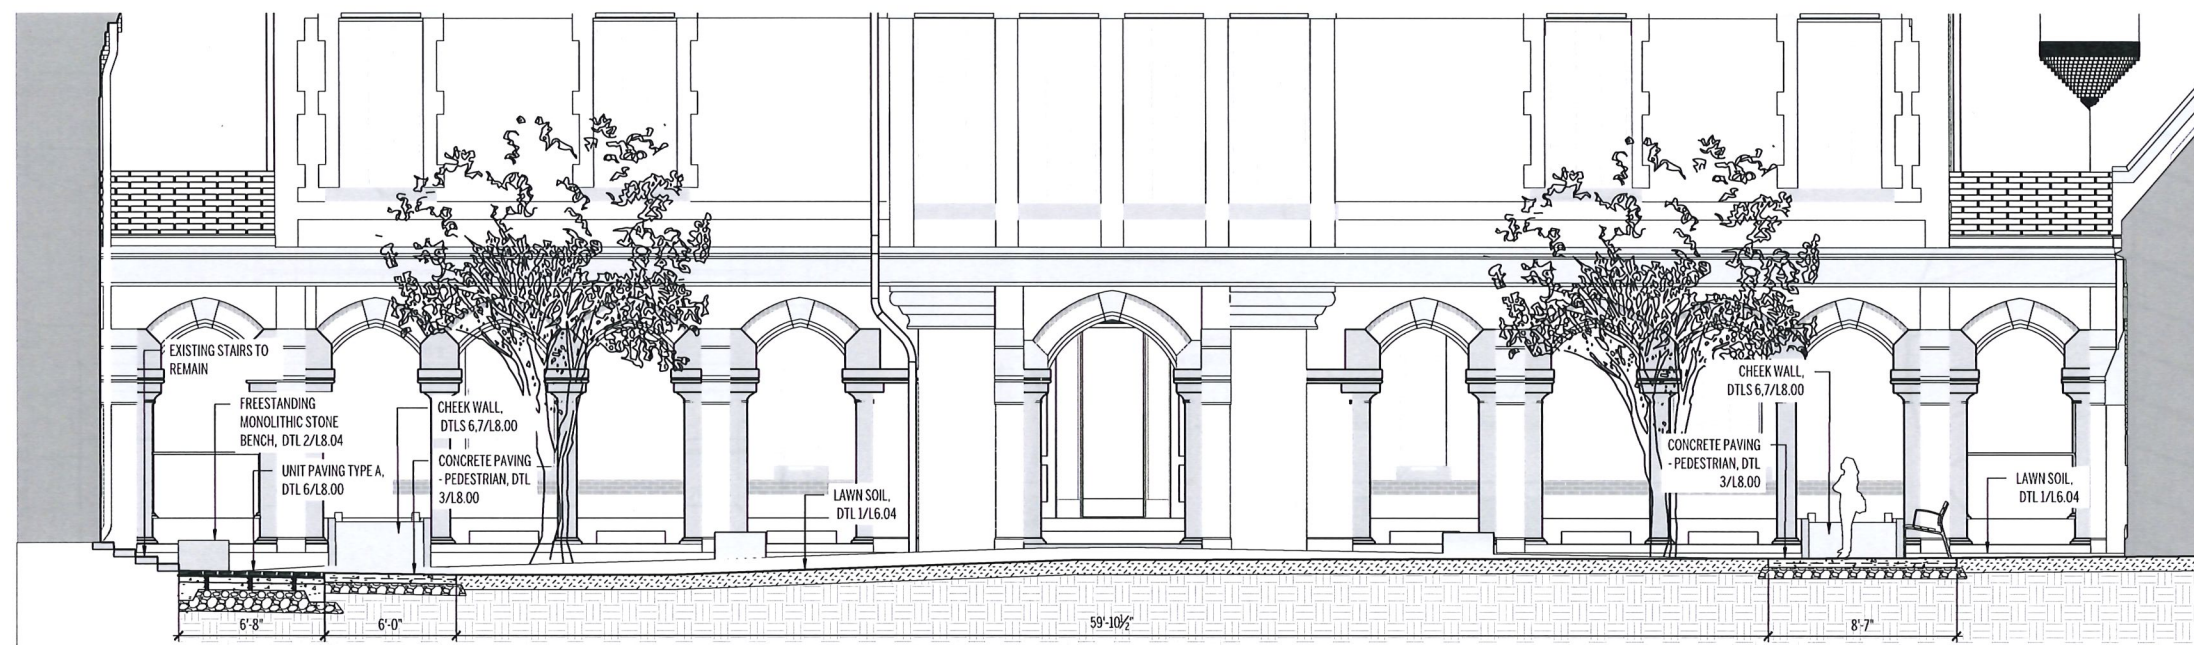 EXISTING STAIRS TO
REMAIN
FREESTANDING
MONOLITHIC STONE
BENCH, DTL 2/L8.04
UNIT PAVING TYPE A,
DTL 6/L8.00
CHEEK WALL,
DTLS 6,7/L8.00
CONCRETE PAVING
- PEDESTRIAN, DTL
3/L8.00
LAWN SOIL,
DTL 1/L6.04
CHEEK WALL,
DTLS 6,7/L8.00
CONCRETE PAVING
- PEDESTRIAN, DTL
3/L8.00
LAWN SOIL,
DTL 1/L6.04
6'-8"
6'-0"
59'-10½"
8'-7"